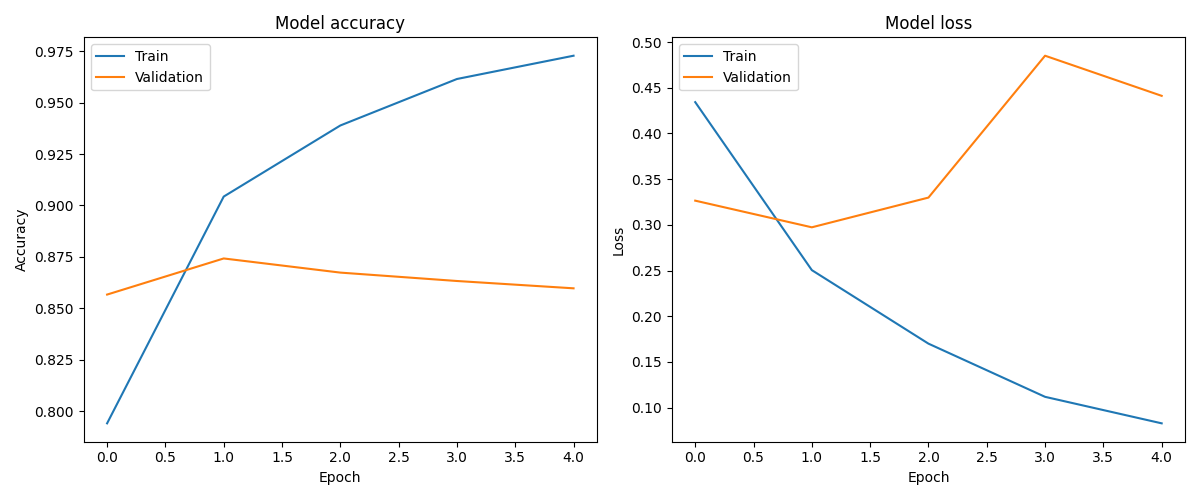 Model accuracy
Train
Validation
0.975
0.950
0.925
0.900
0.875
0.850
0.825
0.800
Accuracy
0.0 0.5 1.0 1.5 2.0 2.5 3.0 3.5 4.0
Epoch
Model loss
Train
Validation
0.50
0.45
0.40
0.35
0.30
0.25
0.20
0.15
0.10
Loss
0.0 0.5 1.0 1.5 2.0 2.5 3.0 3.5 4.0
Epoch